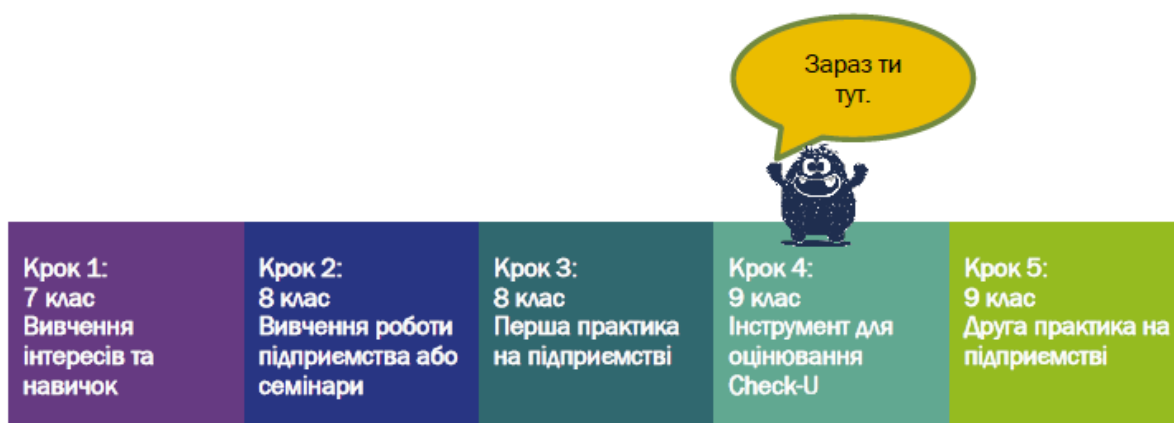 Зараз ти
тут.
Крок 1:
7 клас
Вивчення
інтересів та
навичок
Крок 2:
8 клас
Вивчення роботи
підприємства або
семінари
Крок 3:
8 клас
Перша практика
на підприємстві
Крок 4:
9 клас
Інструмент для
оцінювання
Check-U
Крок 5:
9 клас
Друга практика на
підприємстві